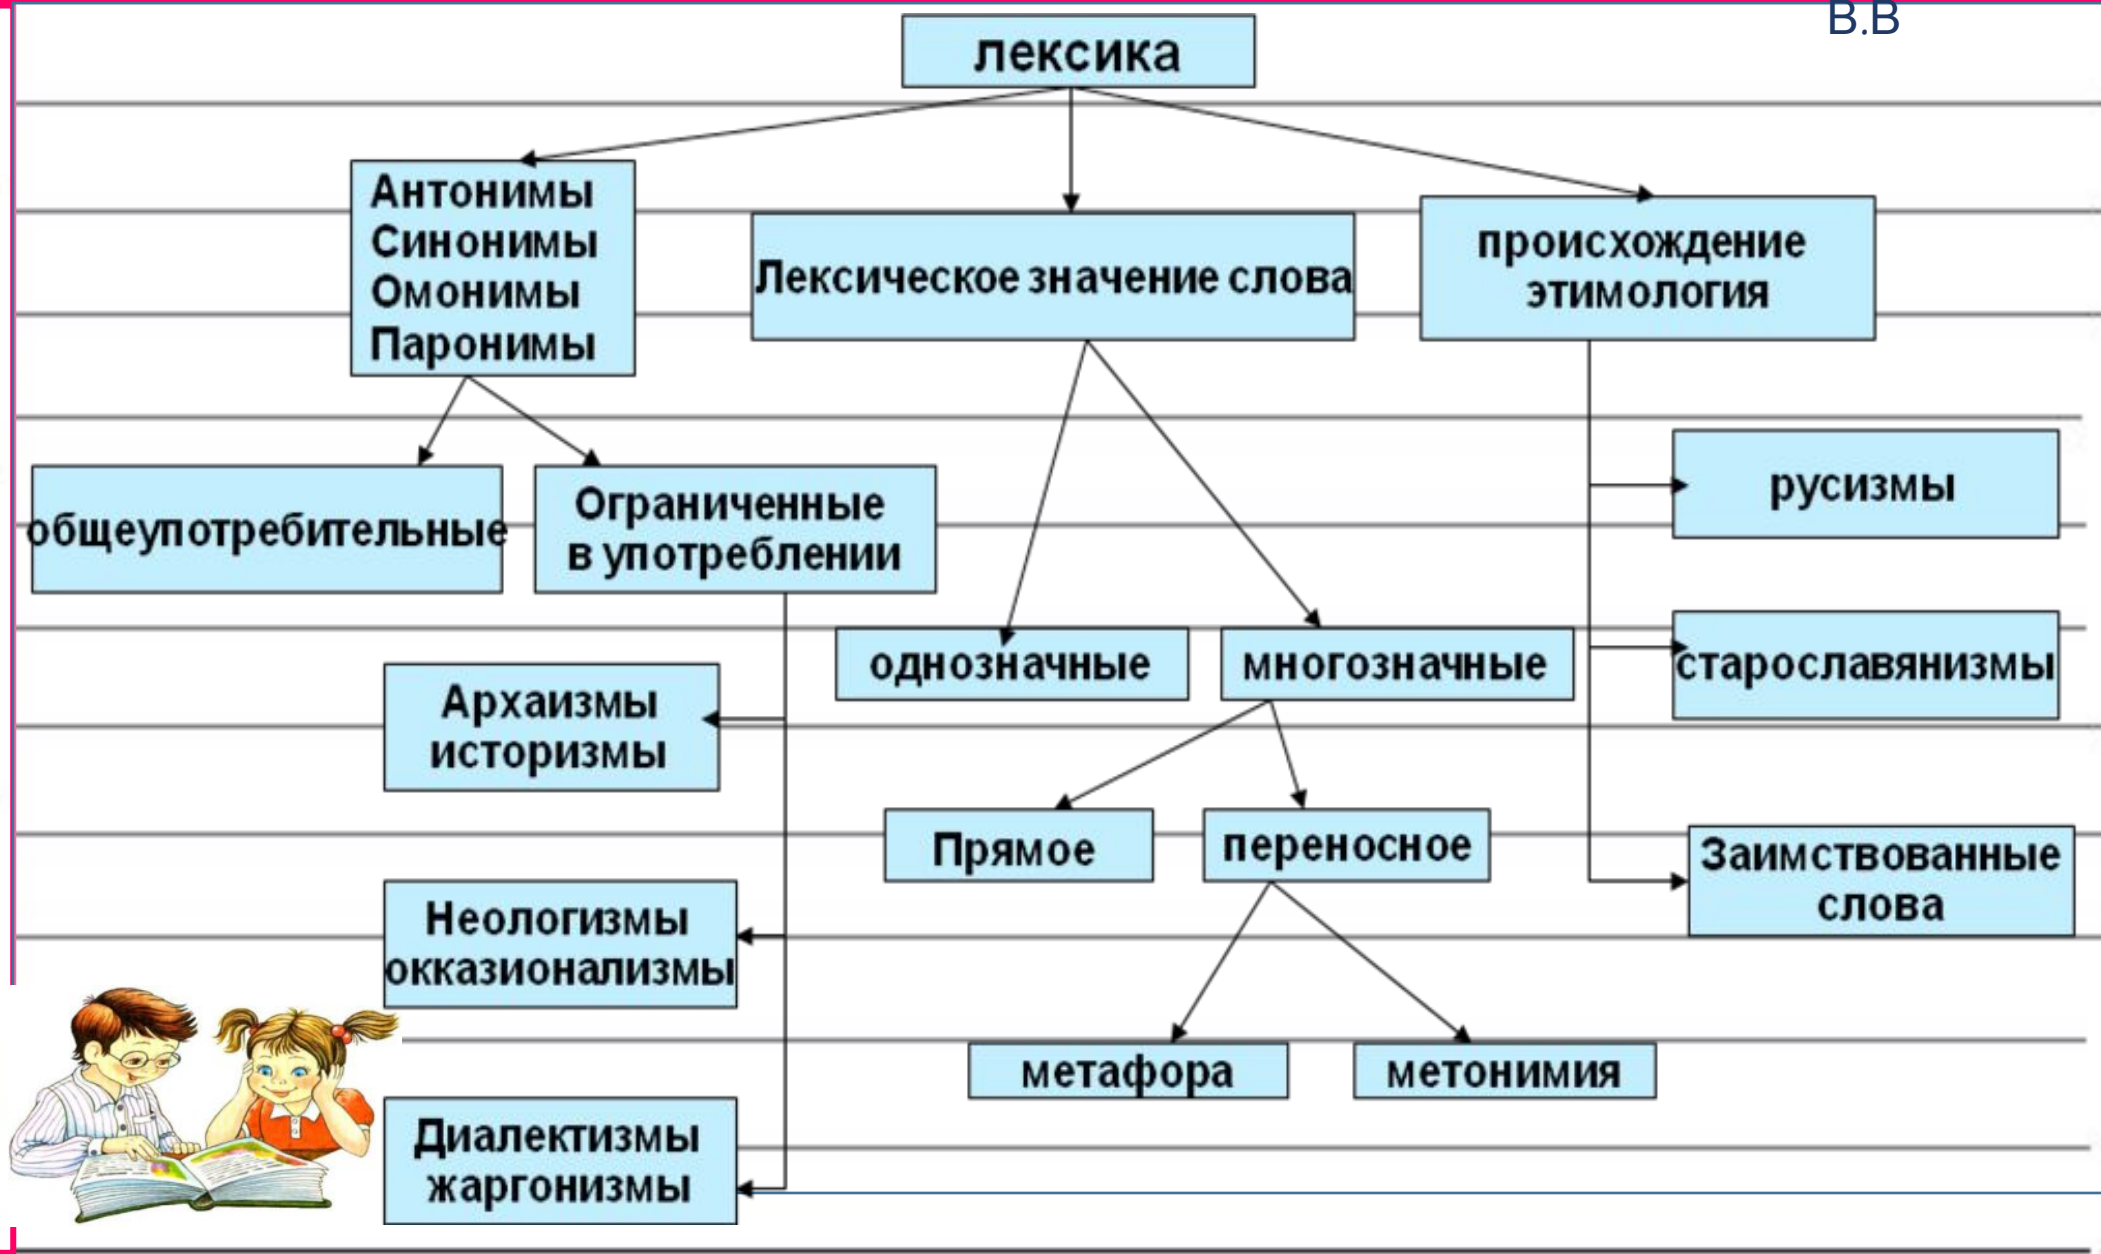 В.В
лексика
Антонимы
Синонимы
Омонимы
Паронимы
Лексическое значение слова
происхождение
этимология
общеупотребительные
Ограниченные
в употреблении
русизмы
однозначные
многозначные
старославянизмы
Архаизмы
историзмы
Прямое
переносное
Заимствованные
слова
Неологизмы
окказионализмы
метафора
метонимия
Диалектизмы
жаргонизмы